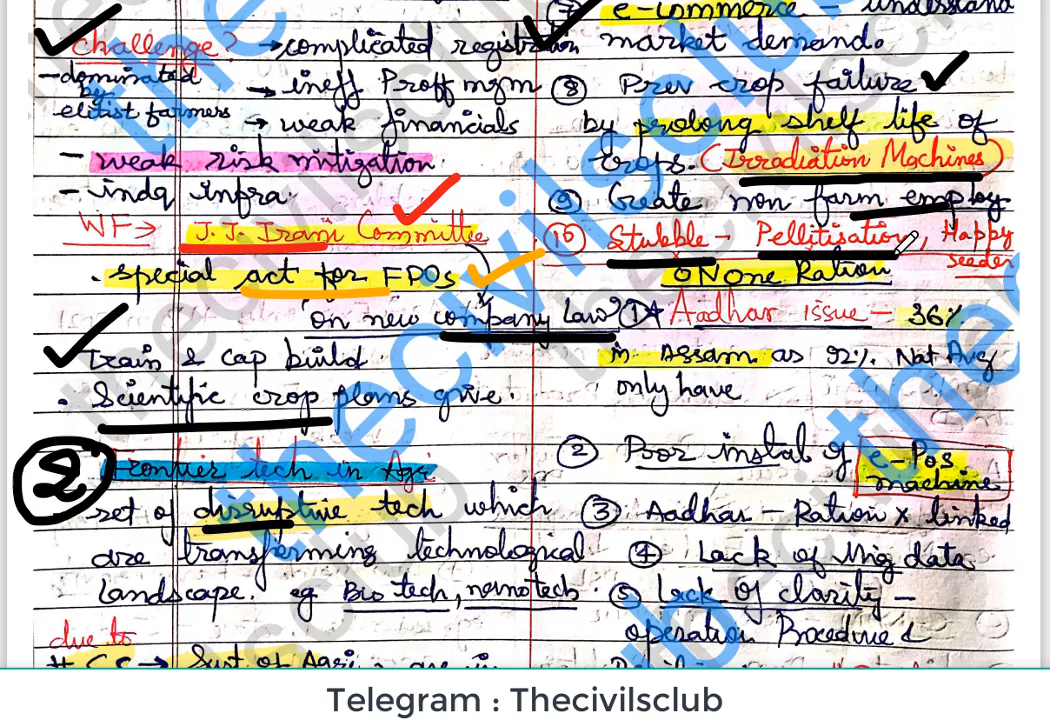 Challenge? → complicated registration
- dominated by elitist farmers
→ ineff Proff mgm
→ weak financials
- weak risk mitigation
- indq infra.
WF → J. J. Irani Committee
. special act for FPOs
on new company law?
Train & cap build
. Scientific crop plans give.
2
Frontier tech in Agri
set of disruptive tech which
are transforming technological
Landscape. eg Bio tech, nanotech
due to
e-commerce - understand
market demand.
⑧ Prev crop failure
by prolong shelf life of
crops. (Irradiation Machines)
⑨ Create non farm employ
⑩ Stubble - Pellitisation, Happy seeder
ON One Ration
① Aadhar issue - 36%
in Assam as 92% Nat Avg
only have
② Poor instal of e-Pos machine
③ Aadhar - Ration x linked
④ Lack of Mig data
⑤ Lack of clarity -
operation Procedure
thecivilsclub
Telegram : Thecivilsclub